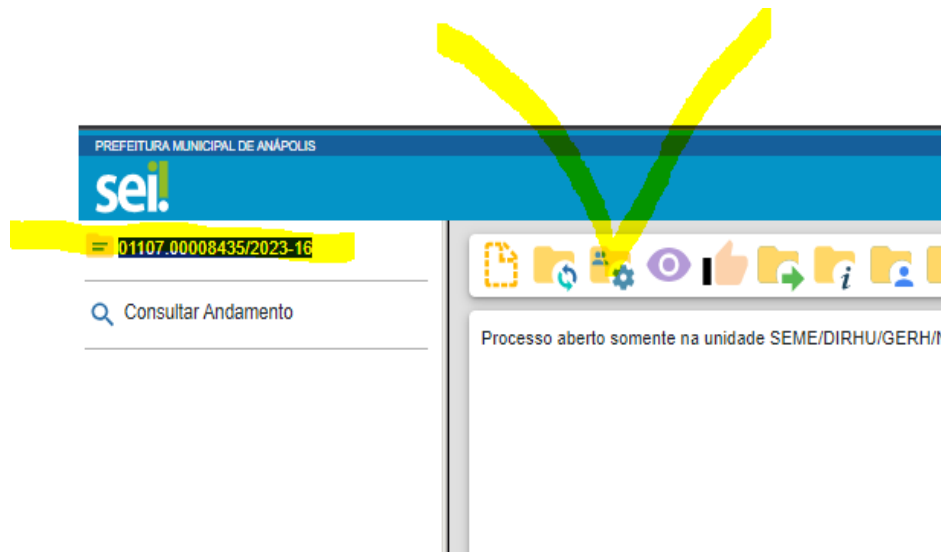 PREFEITURA MUNICIPAL DE ANÁPOLIS
sei!
01107.00008435/2023-16
Consultar Andamento
Processo aberto somente na unidade SEME/DIRHU/GERH/